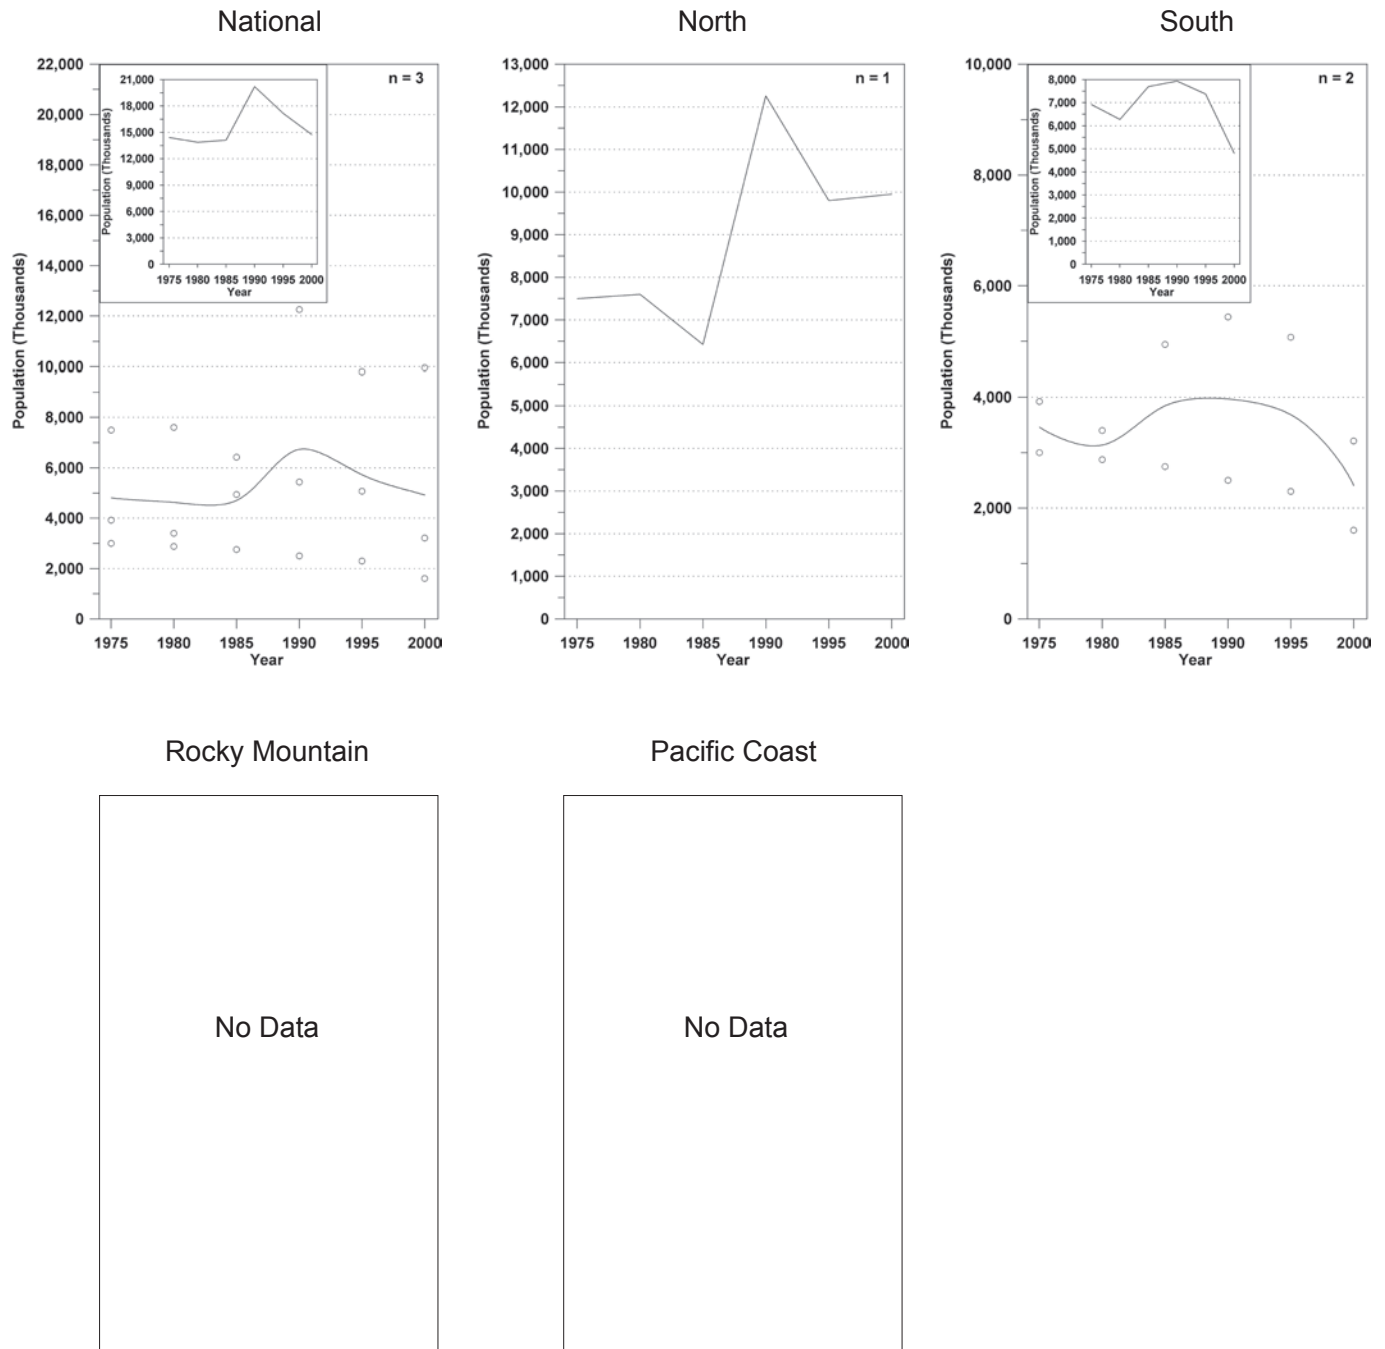 National
North
South
22,000
20,000
18,000
16,000
14,000
12,000
10,000
8,000
6,000
4,000
2,000
0
Population (Thousands)
1975 1980 1985 1990 1995 2000
Year
n = 3
21,000
18,000
15,000
12,000
9,000
6,000
3,000
0
Population (Thousands)
1975 1980 1985 1990 1995 2000
Year
13,000
12,000
11,000
10,000
9,000
8,000
7,000
6,000
5,000
4,000
3,000
2,000
1,000
0
Population (Thousands)
1975 1980 1985 1990 1995 2000
Year
n = 1
10,000
8,000
6,000
4,000
2,000
0
Population (Thousands)
1975 1980 1985 1990 1995 2000
Year
n = 2
8,000
7,000
6,000
5,000
4,000
3,000
2,000
1,000
0
Population (Thousands)
1975 1980 1985 1990 1995 2000
Year
Rocky Mountain
Pacific Coast
No Data
No Data